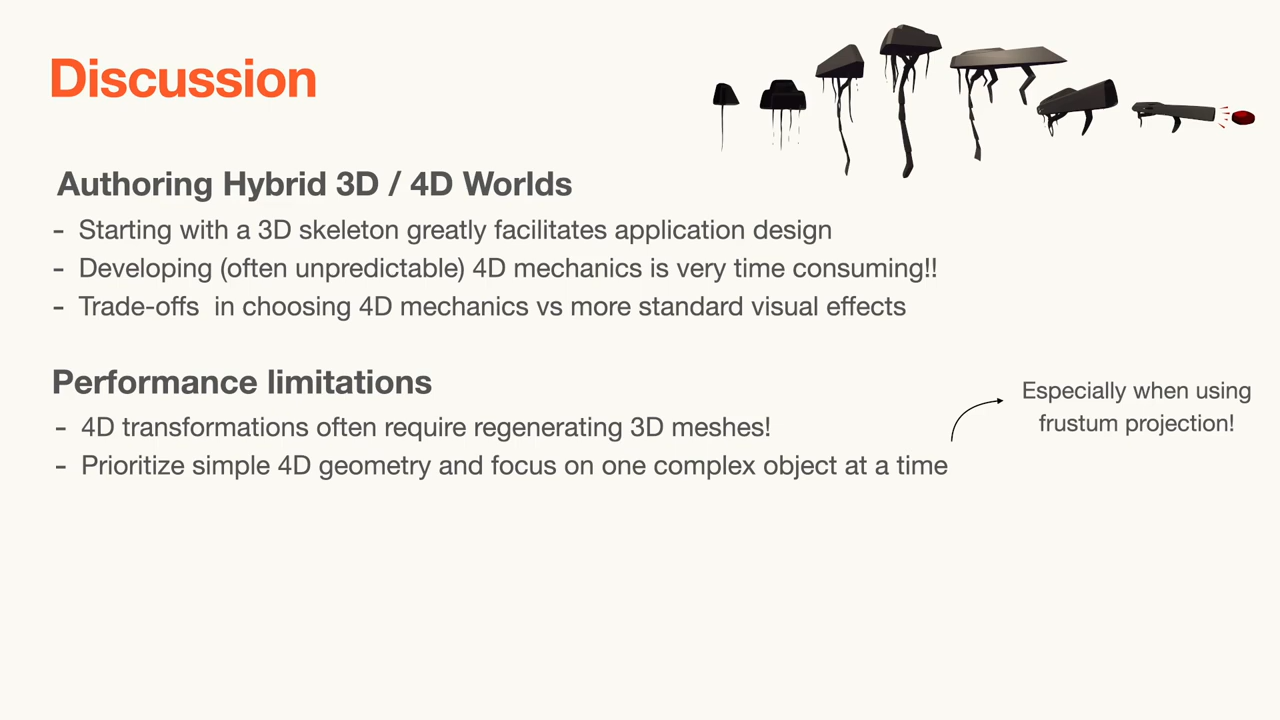 Discussion
Authoring Hybrid 3D / 4D Worlds
- Starting with a 3D skeleton greatly facilitates application design
- Developing (often unpredictable) 4D mechanics is very time consuming!!
- Trade-offs  in choosing 4D mechanics vs more standard visual effects
Performance limitations
- 4D transformations often require regenerating 3D meshes!
- Prioritize simple 4D geometry and focus on one complex object at a time
Especially when using
frustum projection!